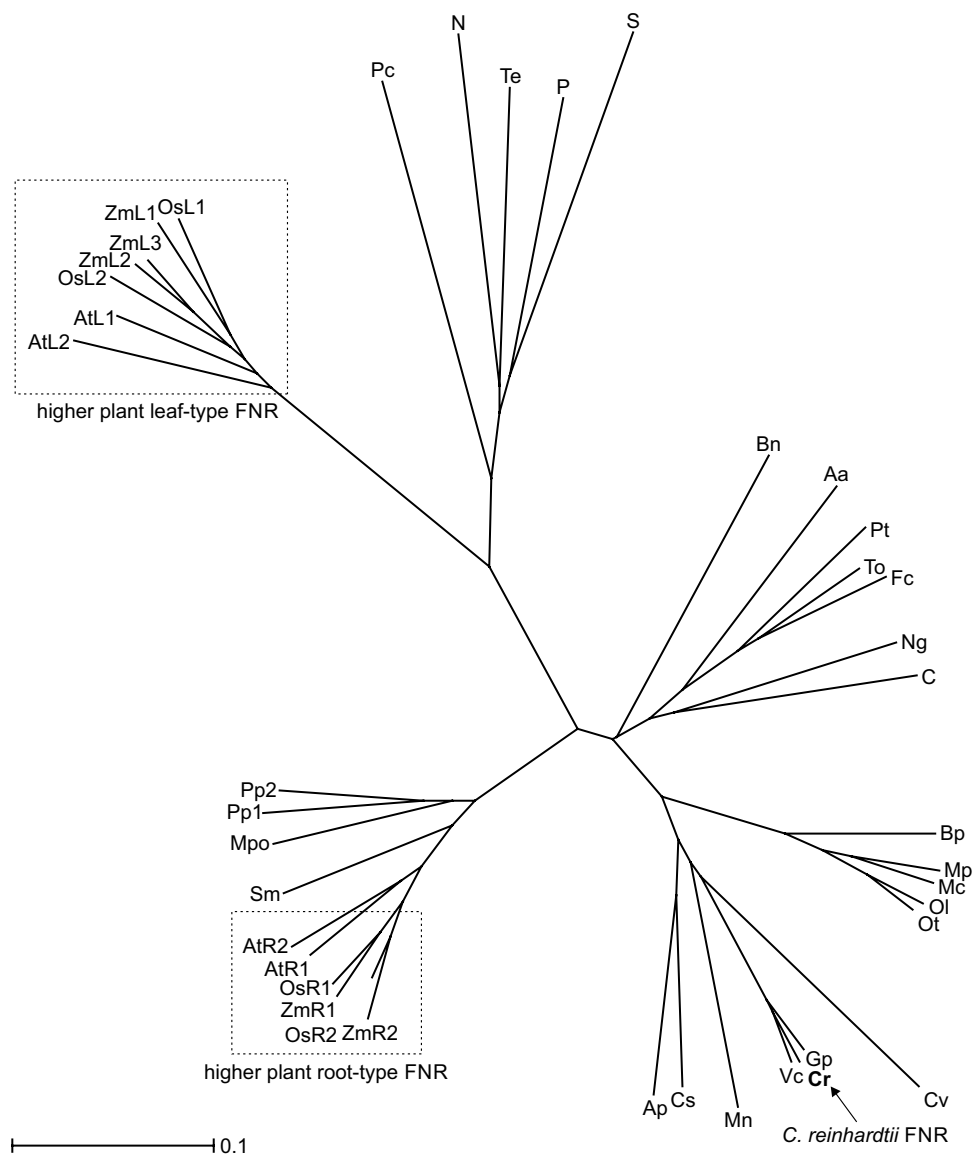 N
S
Pc
Te
P
ZmL1
OsL1
ZmL3
ZmL2
OsL2
AtL1
AtL2
higher plant leaf-type FNR
Bn
Aa
Pt
To
Fc
Ng
C
Pp2
Pp1
Mpo
Sm
Bp
Mp
Mc
Ol
Ot
AtR2
AtR1
OsR1
ZmR1
OsR2
ZmR2
higher plant root-type FNR
Gp
Vc
Cr
Cv
Ap
Cs
Mn
C. reinhardtii FNR
0.1